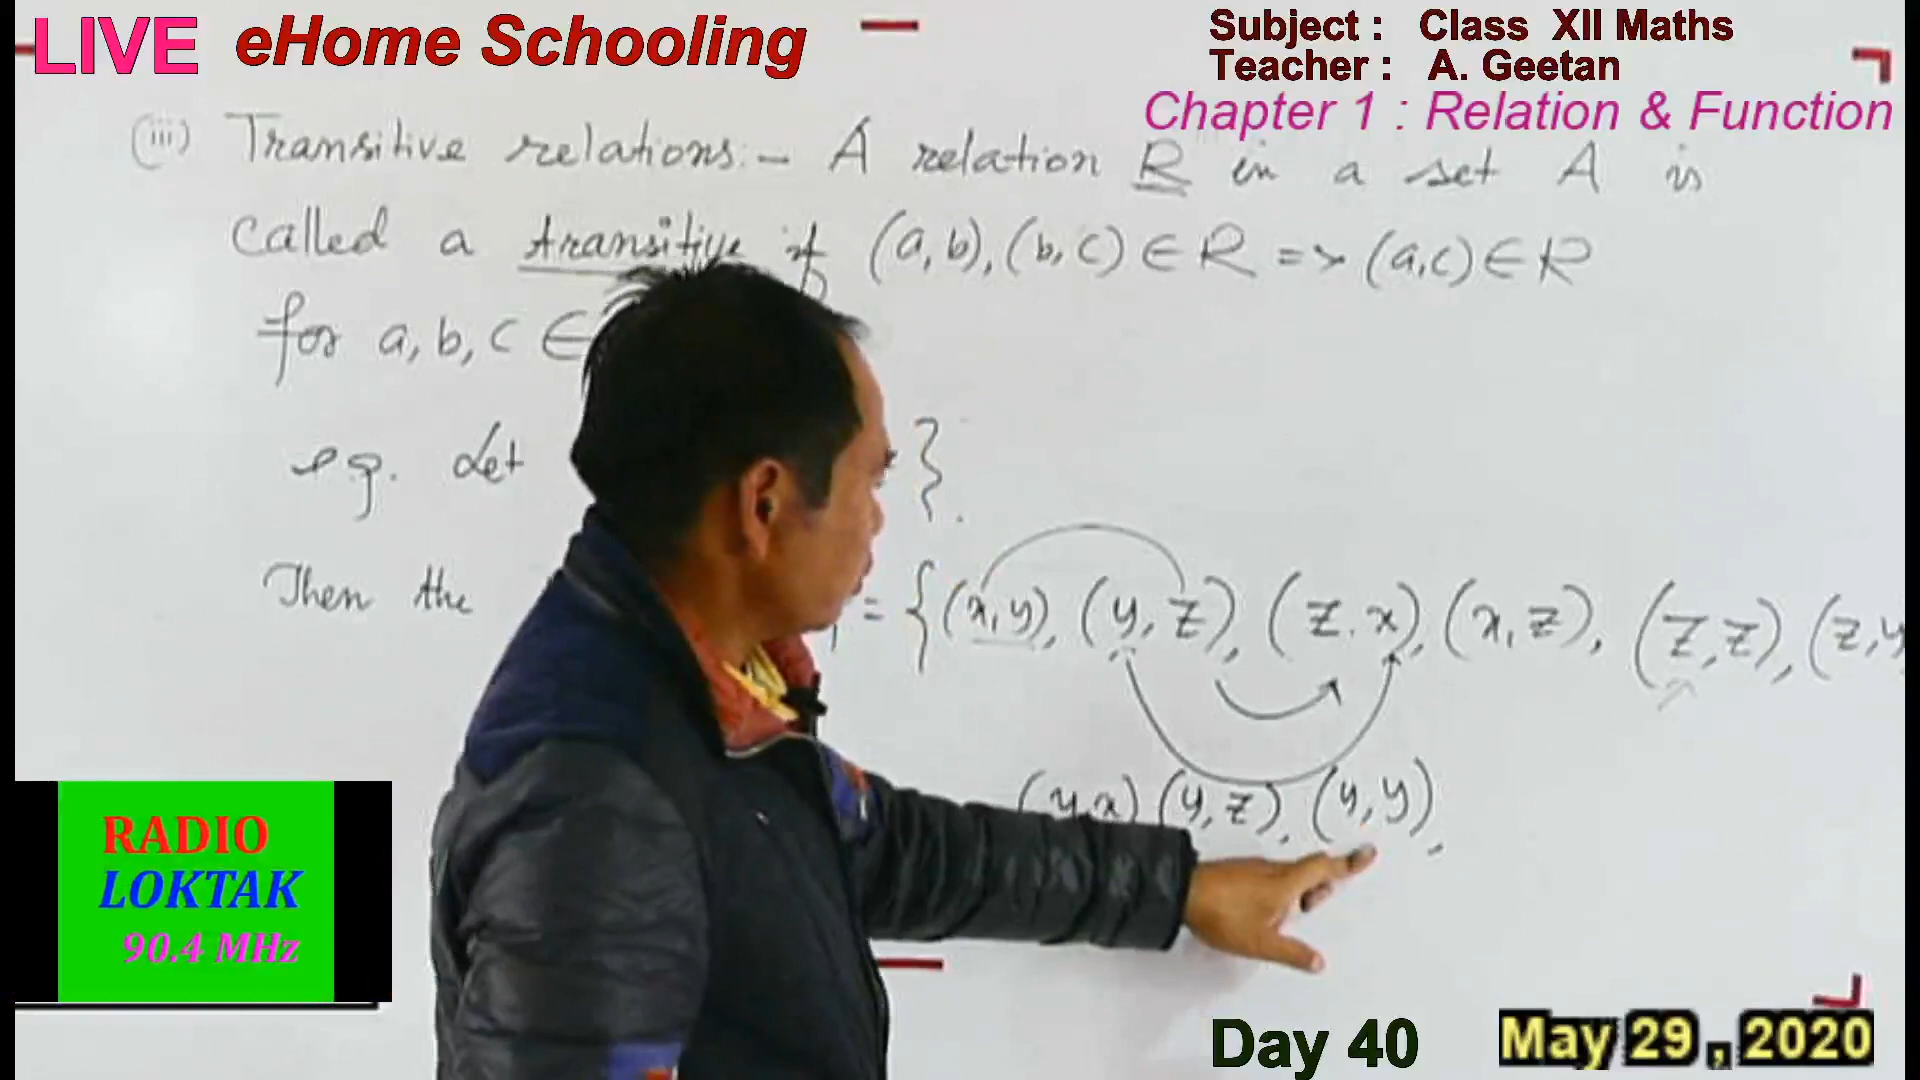 LIVE eHome Schooling
Subject : Class XII Maths
Teacher : A. Geetan
Chapter 1 : Relation & Function
(iii) Transitive relations:- A relation R in a set A is
called a transitive if (a,b), (b,c) ∈ R => (a,c) ∈ R
for a, b, c ∈
e.g. Let }.
Then the = {(x,y), (y,z), (z,x), (x,z), (z,z), (z,y
(y,x) (y,z), (y,y),
RADIO
LOKTAK
90.4 MHz
Day 40
May 29 , 2020